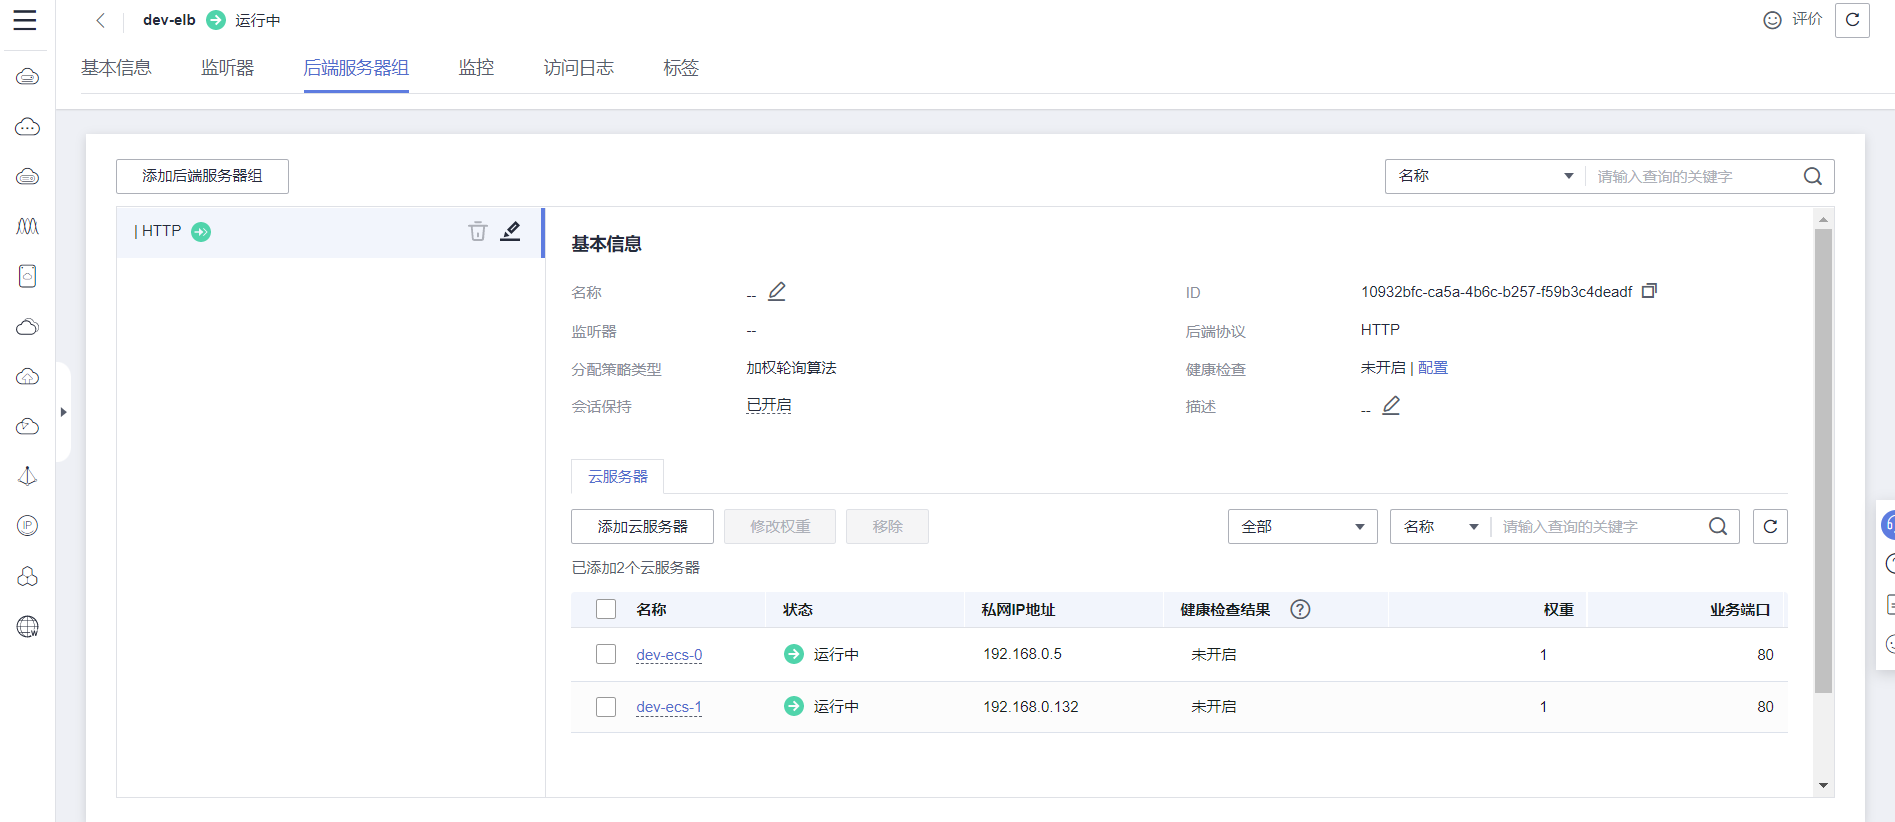 dev-elb 运行中 评价
基本信息 监听器 后端服务器组 监控 访问日志 标签
添加后端服务器组 名称 请输入查询的关键字
| HTTP
基本信息
名称 -- ID 10932bfc-ca5a-4b6c-b257-f59b3c4deadf
监听器 -- 后端协议 HTTP
分配策略类型 加权轮询算法 健康检查 未开启 | 配置
会话保持 已开启 描述 --
云服务器
添加云服务器 修改权重 移除 全部 名称 请输入查询的关键字
已添加2个云服务器
名称 状态 私网IP地址 健康检查结果 ? 权重 业务端口
dev-ecs-0 运行中 192.168.0.5 未开启 1 80
dev-ecs-1 运行中 192.168.0.132 未开启 1 80
IP
W